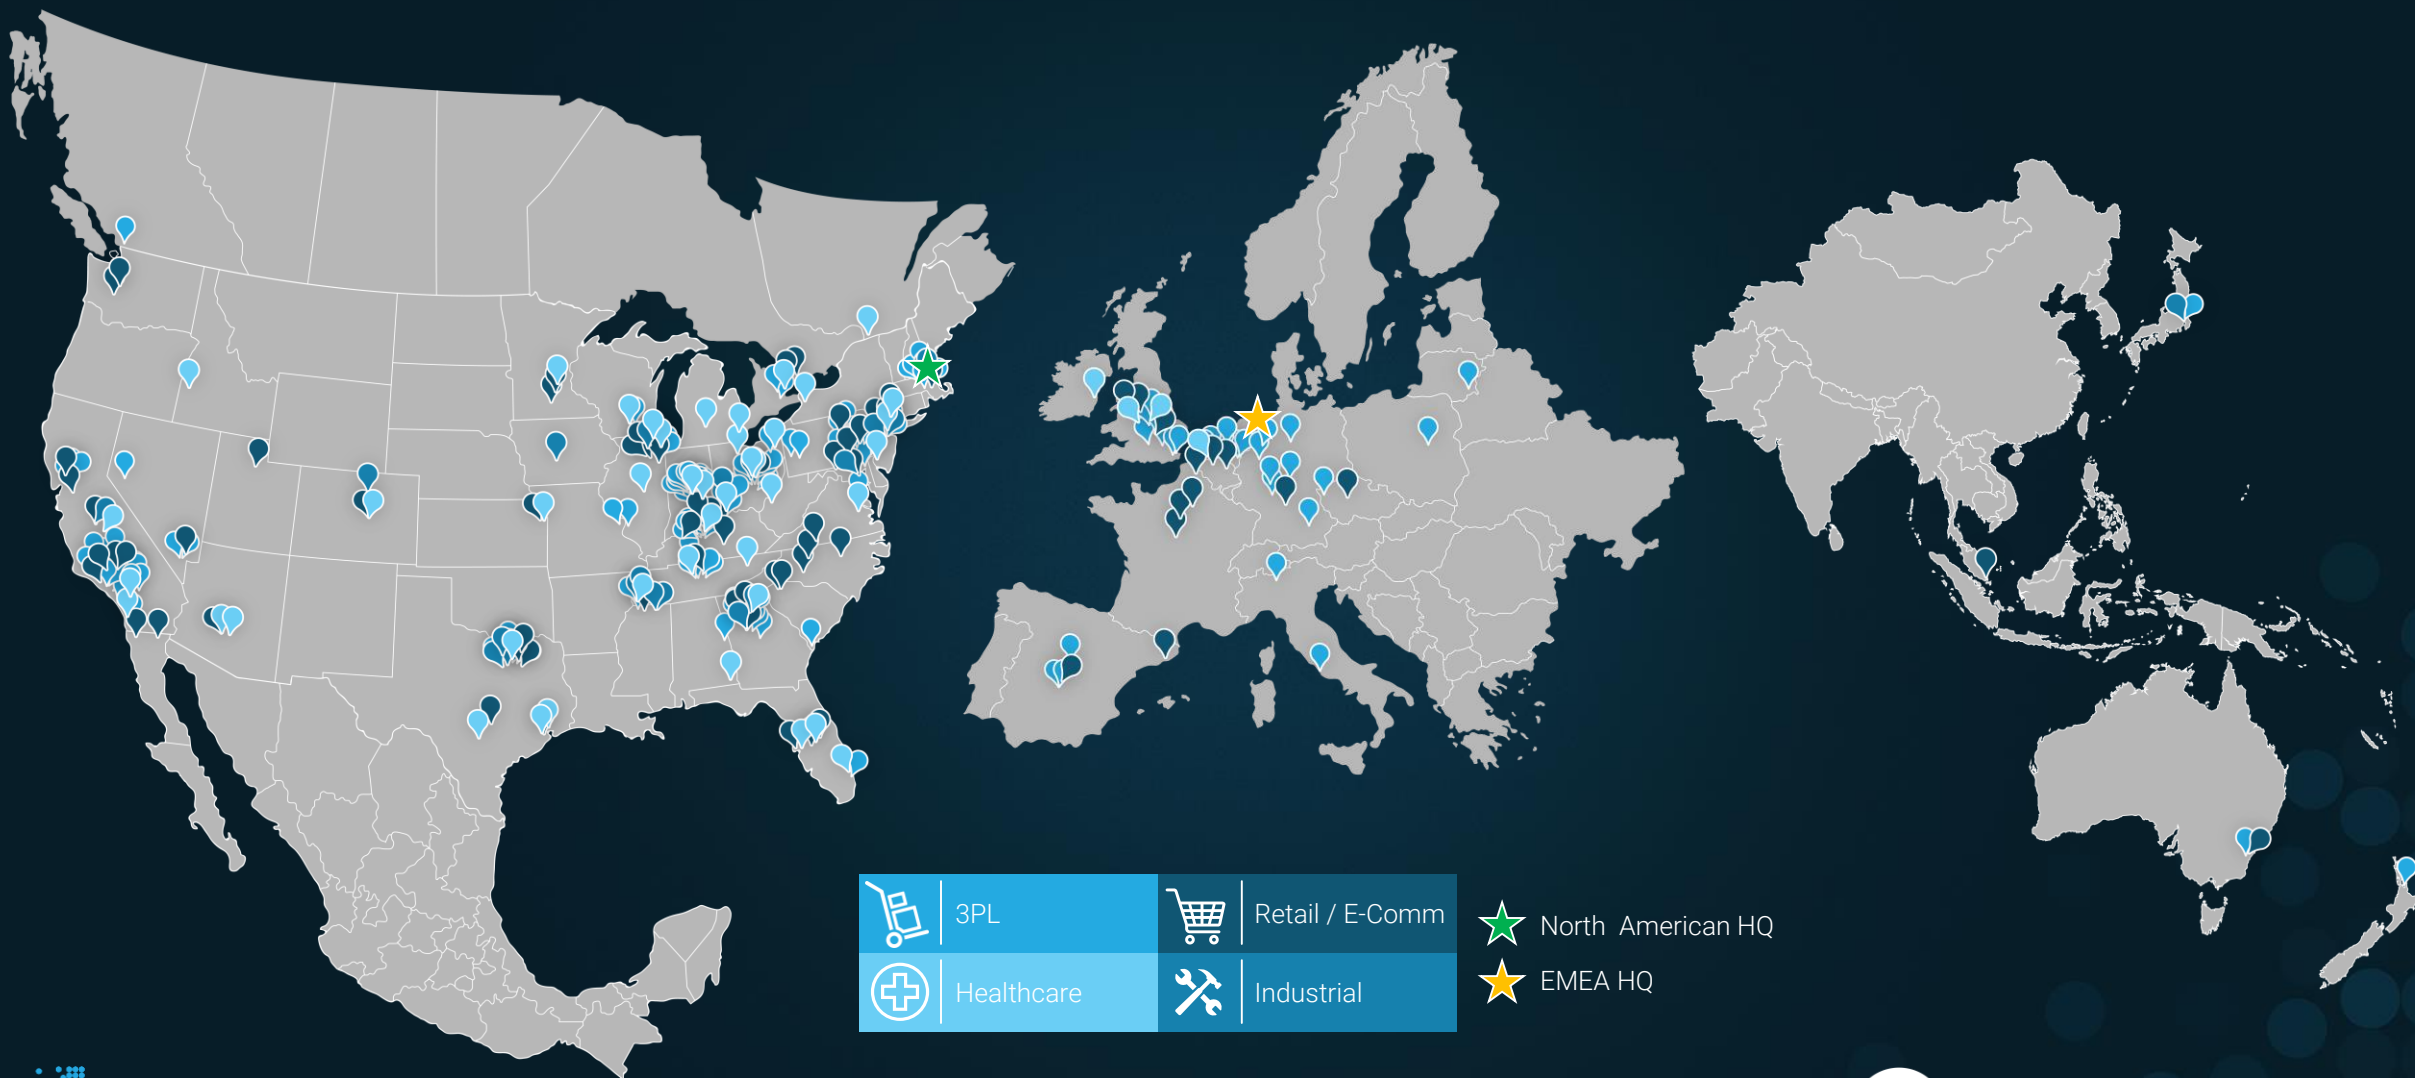 3PL
Retail / E-Comm
Healthcare
Industrial
North American HQ
EMEA HQ